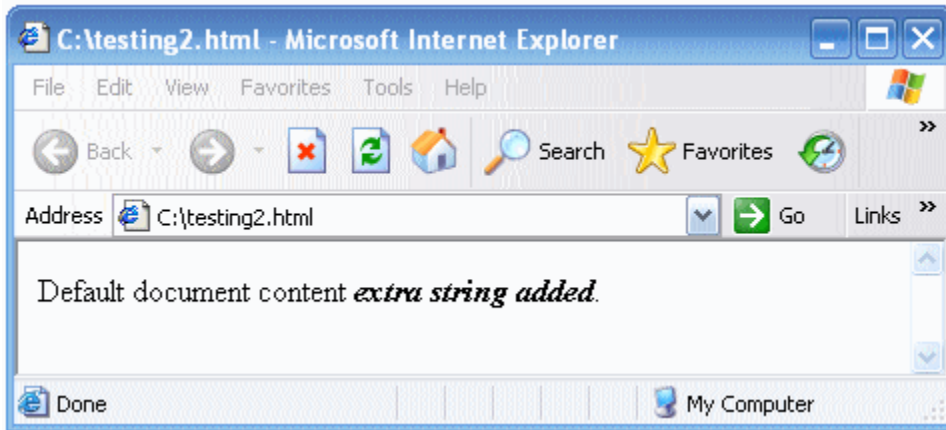 C:\testing2.html - Microsoft Internet Explorer
File Edit View Favorites Tools Help
Back Search Favorites »
Address C:\testing2.html Go Links »
Default document content extra string added.
Done My Computer